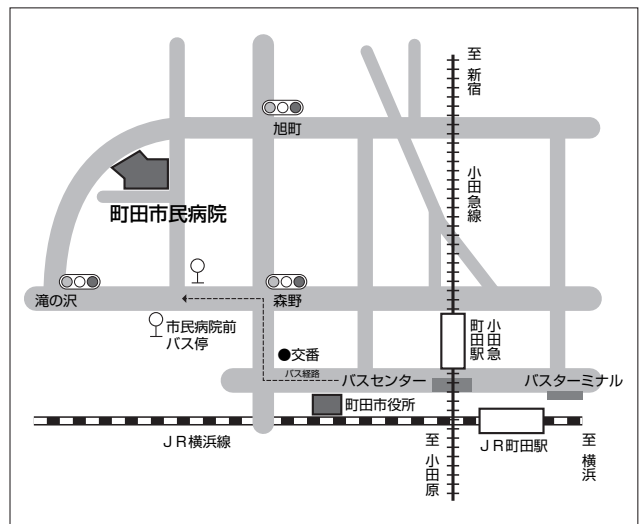 至 新宿
旭町
小田急線
町田市民病院
滝の沢
森野
市民病院前
バス停
小田急
町田駅
●交番
バス経路
バスセンター
バスターミナル
町田市役所
JR横浜線
至 小田原
JR町田駅
至 横浜